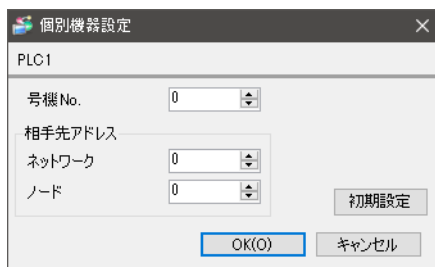 個別機器設定
PLC1
号機No. 0
相手先アドレス
ネットワーク 0
ノード 0
初期設定
OK(O) キャンセル